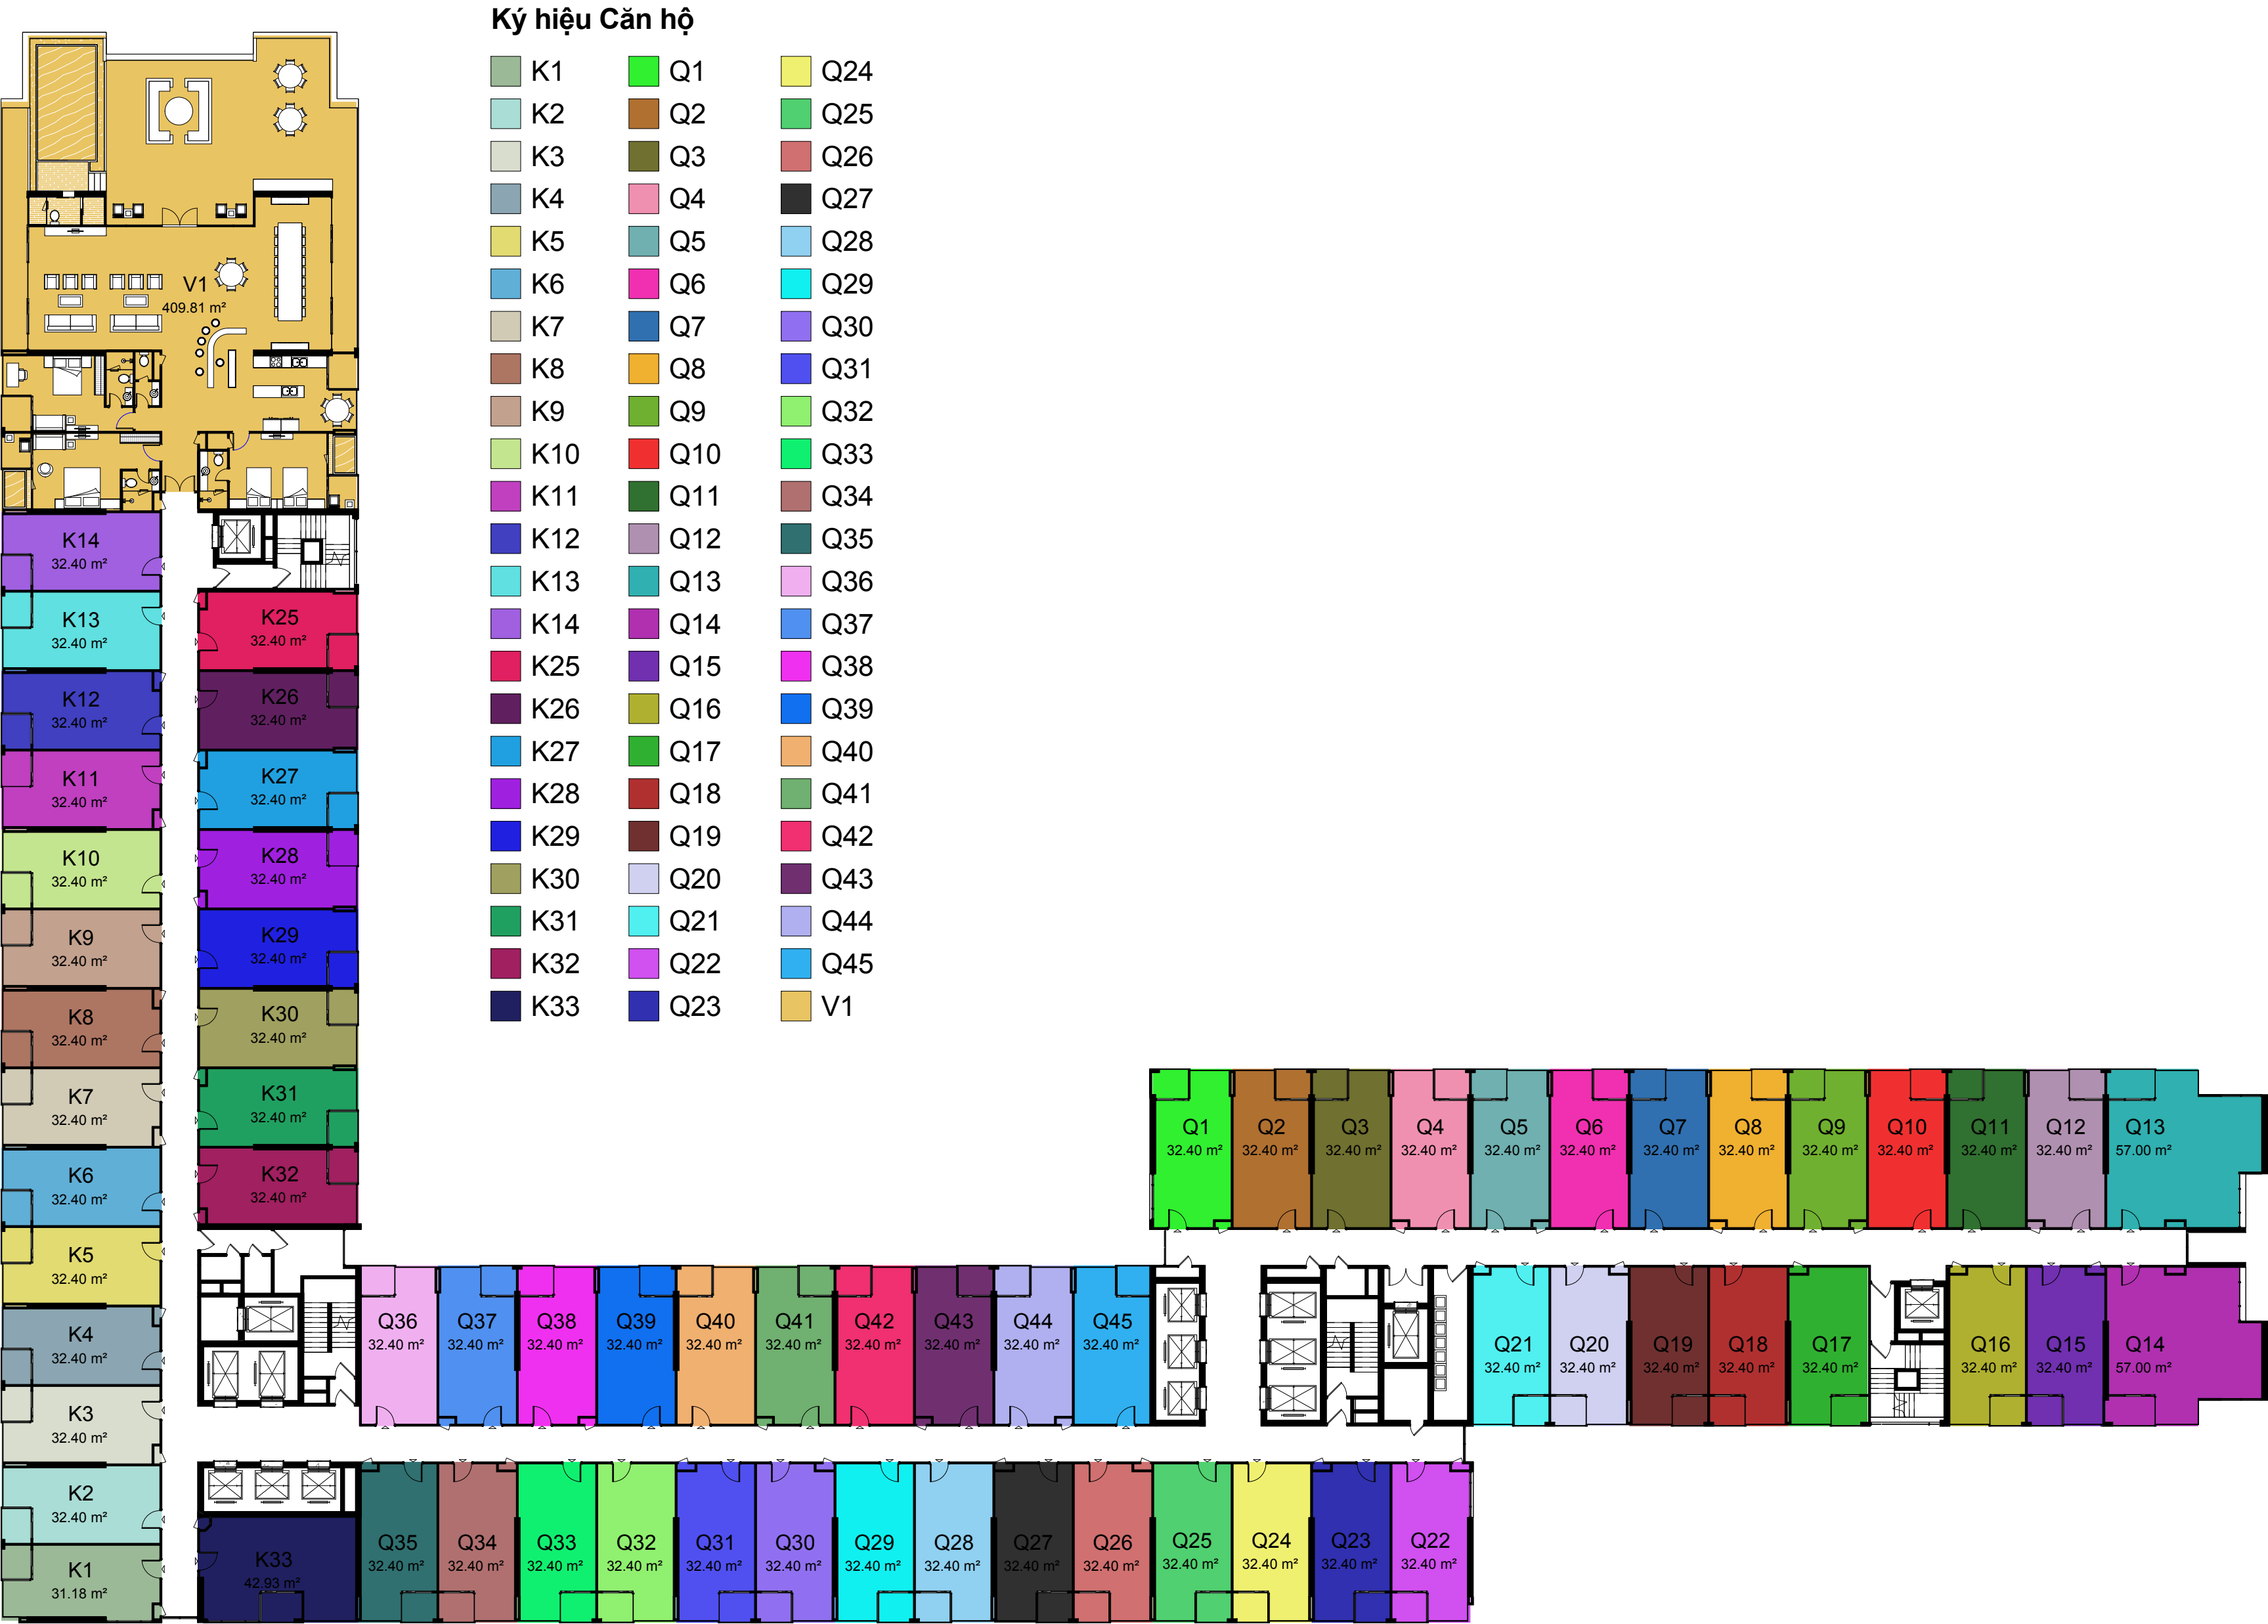 Ký hiệu Căn hộ
K1 Q1 Q24
K2 Q2 Q25
K3 Q3 Q26
K4 Q4 Q27
K5 Q5 Q28
K6 Q6 Q29
K7 Q7 Q30
K8 Q8 Q31
K9 Q9 Q32
K10 Q10 Q33
K11 Q11 Q34
K12 Q12 Q35
K13 Q13 Q36
K14 Q14 Q37
K25 Q15 Q38
K26 Q16 Q39
K27 Q17 Q40
K28 Q18 Q41
K29 Q19 Q42
K30 Q20 Q43
K31 Q21 Q44
K32 Q22 Q45
K33 Q23 V1
V1
409.81 m²
K14
32.40 m²
K13
32.40 m²
K12
32.40 m²
K11
32.40 m²
K10
32.40 m²
K9
32.40 m²
K8
32.40 m²
K7
32.40 m²
K6
32.40 m²
K5
32.40 m²
K4
32.40 m²
K3
32.40 m²
K2
32.40 m²
K1
31.18 m²
K25
32.40 m²
K26
32.40 m²
K27
32.40 m²
K28
32.40 m²
K29
32.40 m²
K30
32.40 m²
K31
32.40 m²
K32
32.40 m²
K33
42.93 m²
Q1 Q2 Q3 Q4 Q5 Q6 Q7 Q8 Q9 Q10 Q11 Q12 Q13
32.40 m² 32.40 m² 32.40 m² 32.40 m² 32.40 m² 32.40 m² 32.40 m² 32.40 m² 32.40 m² 32.40 m² 32.40 m² 32.40 m² 57.00 m²
Q36 Q37 Q38 Q39 Q40 Q41 Q42 Q43 Q44 Q45
32.40 m² 32.40 m² 32.40 m² 32.40 m² 32.40 m² 32.40 m² 32.40 m² 32.40 m² 32.40 m² 32.40 m²
Q21 Q20 Q19 Q18 Q17 Q16 Q15 Q14
32.40 m² 32.40 m² 32.40 m² 32.40 m² 32.40 m² 32.40 m² 32.40 m² 57.00 m²
Q35 Q34 Q33 Q32 Q31 Q30 Q29 Q28 Q27 Q26 Q25 Q24 Q23 Q22
32.40 m² 32.40 m² 32.40 m² 32.40 m² 32.40 m² 32.40 m² 32.40 m² 32.40 m² 32.40 m² 32.40 m² 32.40 m² 32.40 m² 32.40 m² 32.40 m²